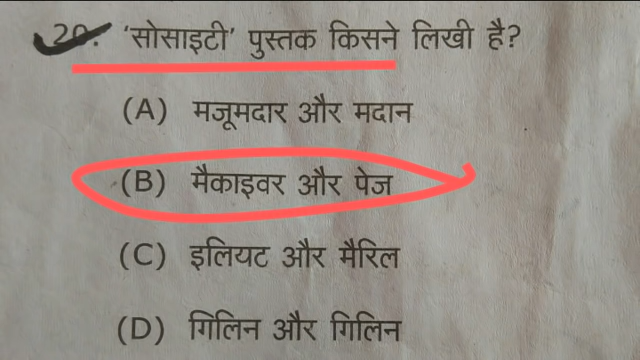 20. 'सोसाइटी' पुस्तक किसने लिखी है?
(A) मजूमदार और मदान
(B) मैकाइवर और पेज
(C) इलियट और मैरिल
(D) गिलिन और गिलिन